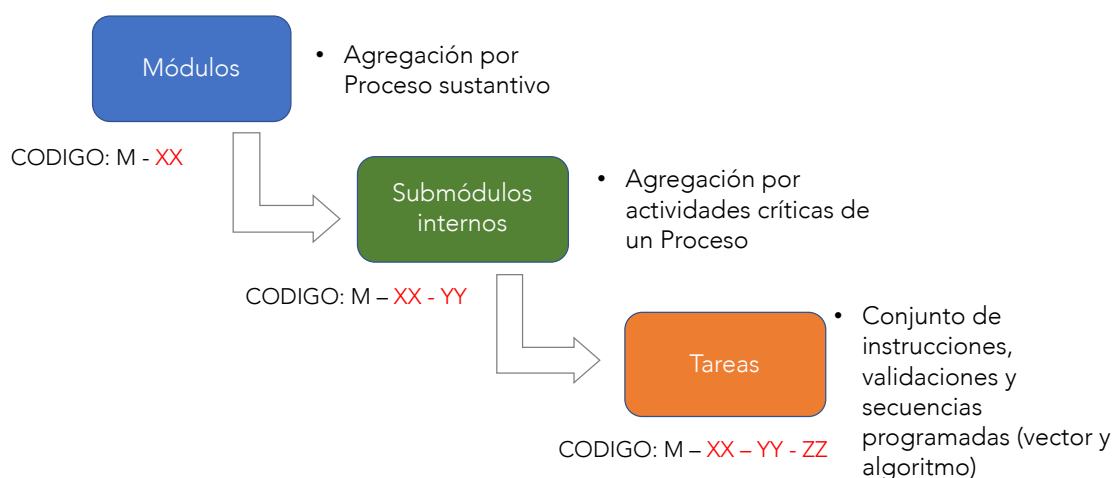 Módulos
• Agregación por
Proceso sustantivo
CODIGO: M - XX
Submódulos
internos
• Agregación por
actividades críticas de
un Proceso
CODIGO: M – XX - YY
Tareas
• Conjunto de
instrucciones,
validaciones y
secuencias
programadas (vector y
algoritmo)
CODIGO: M – XX – YY - ZZ